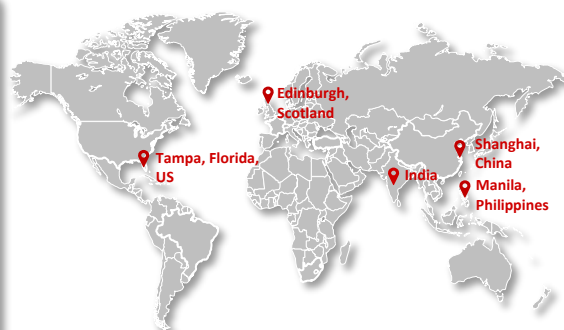 Edinburgh,
Scotland
Tampa, Florida,
US
Shanghai,
China
India
Manila,
Philippines